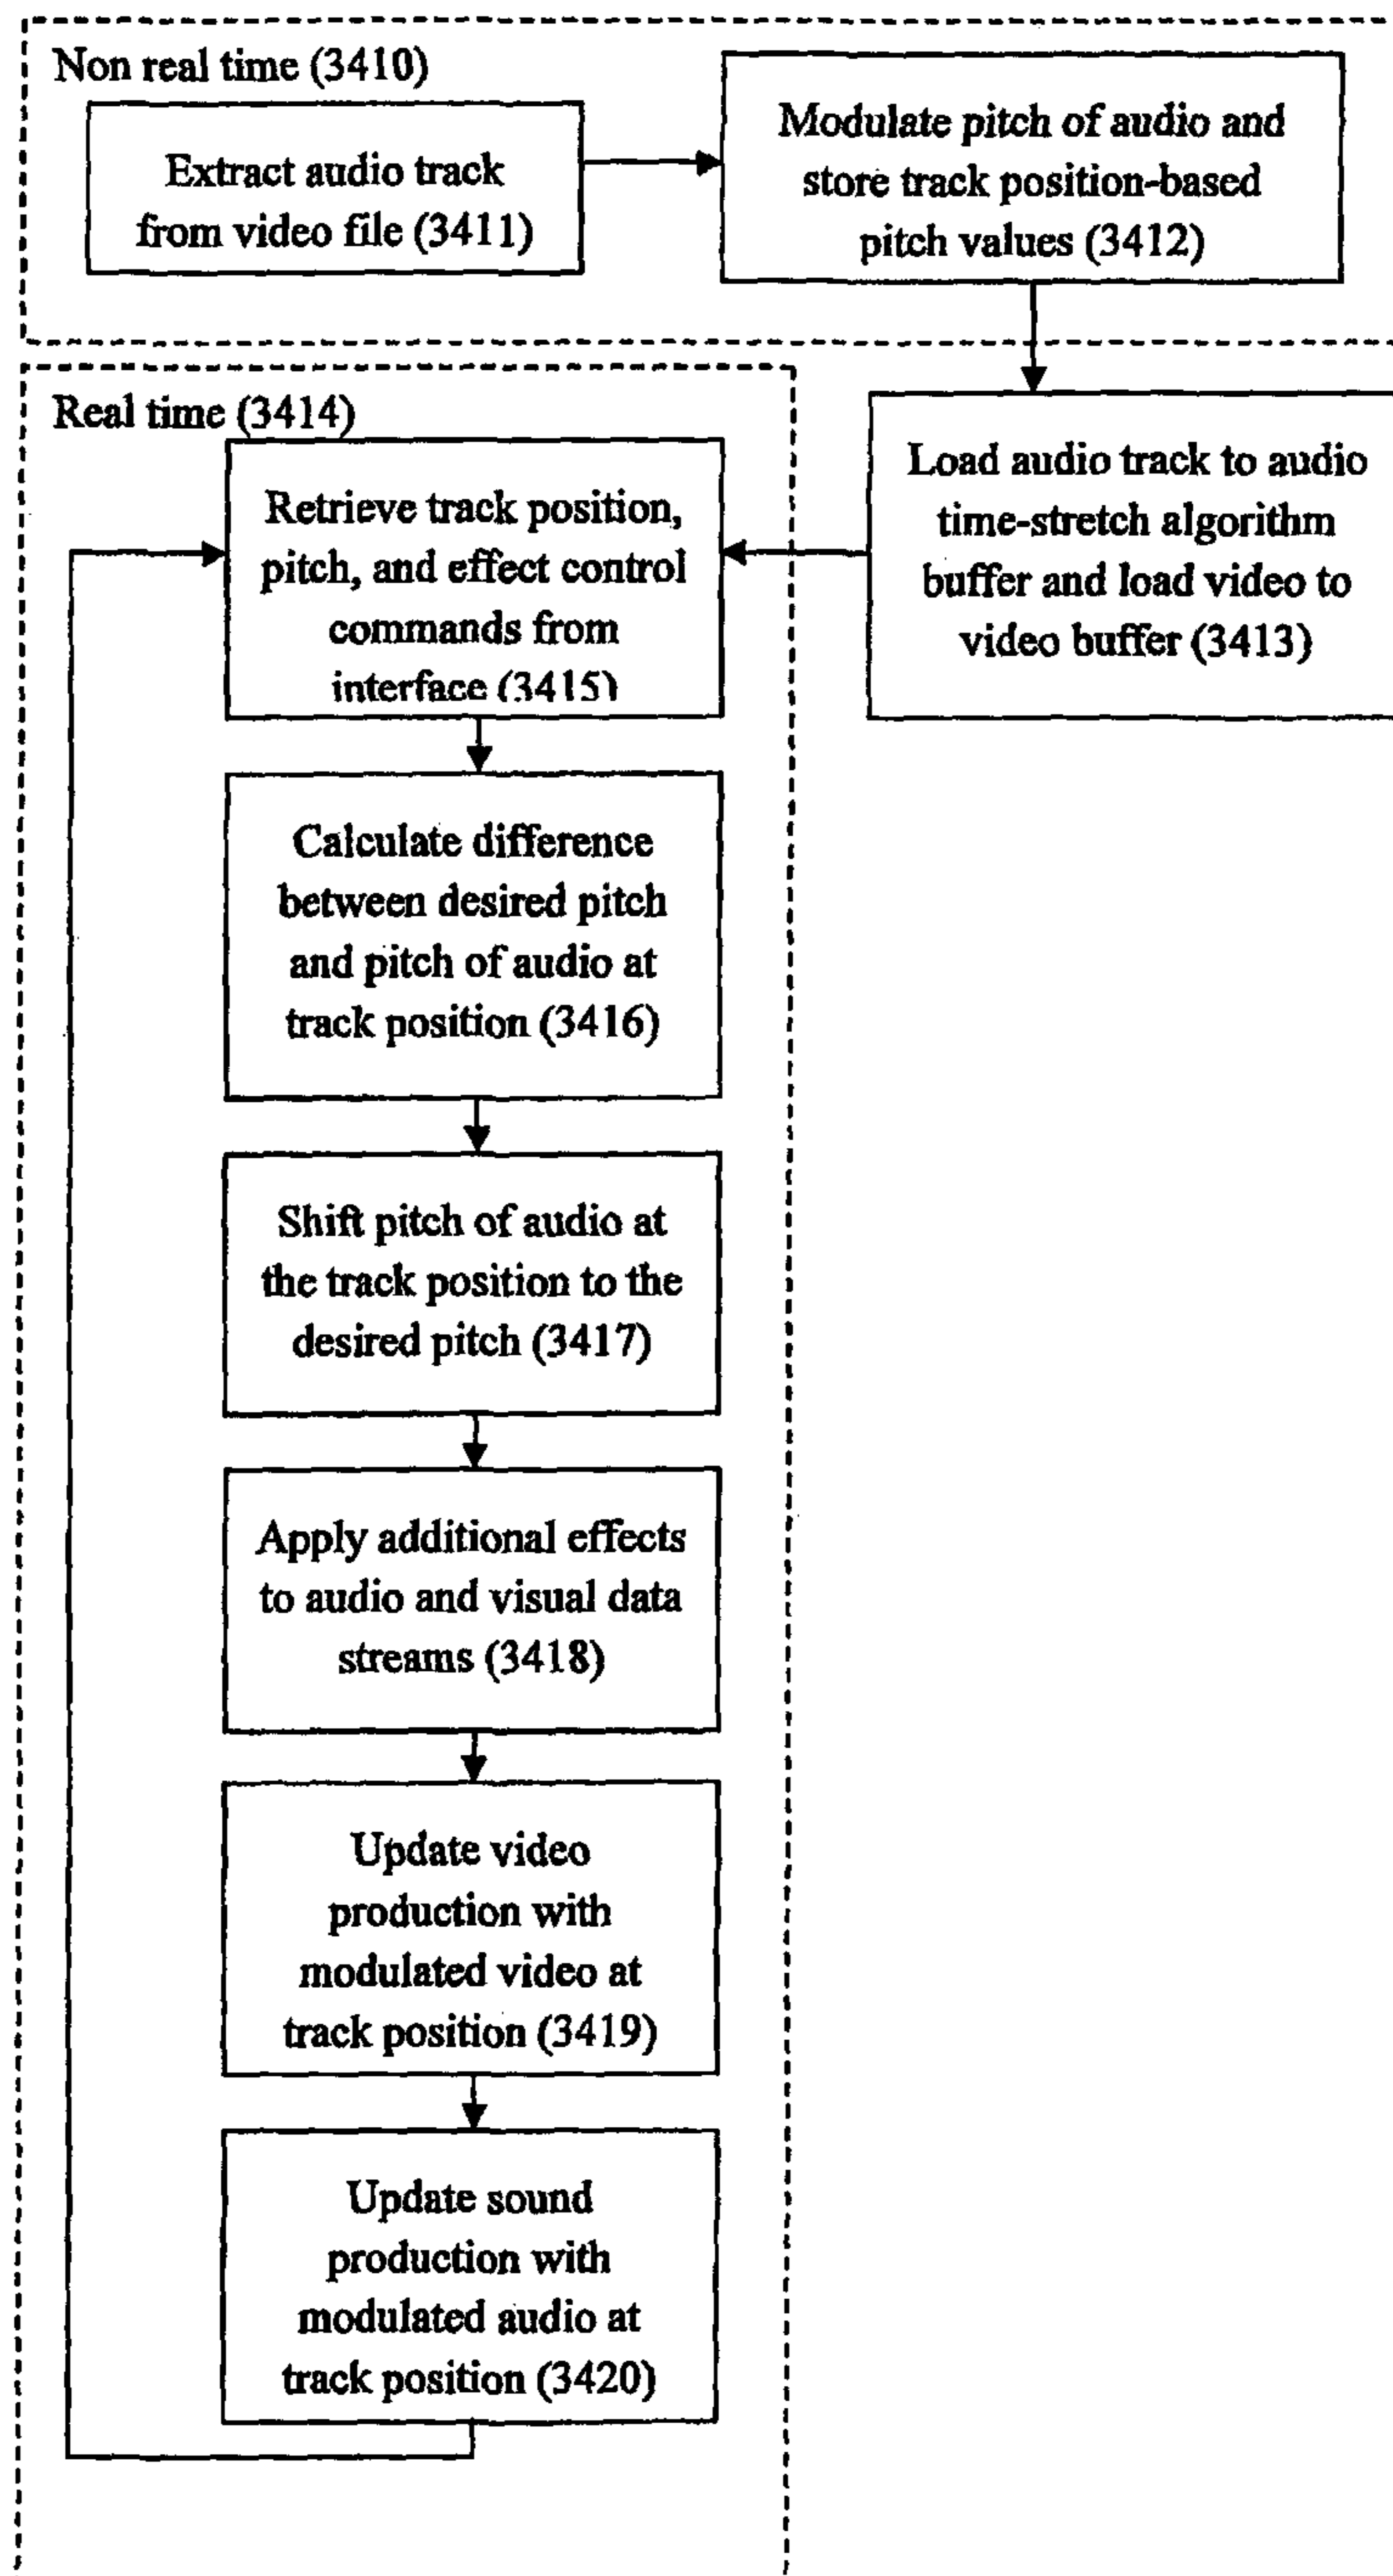 Non real time (3410)
Extract audio track
from video file (3411)
Modulate pitch of audio and
store track position-based
pitch values (3412)
Real time (3414)
Load audio track to audio
time-stretch algorithm
buffer and load video to
video buffer (3413)
Retrieve track position,
pitch, and effect control
commands from
interface (3415)
Calculate difference
between desired pitch
and pitch of audio at
track position (3416)
Shift pitch of audio at
the track position to the
desired pitch (3417)
Apply additional effects
to audio and visual data
streams (3418)
Update video
production with
modulated video at
track position (3419)
Update sound
production with
modulated audio at
track position (3420)